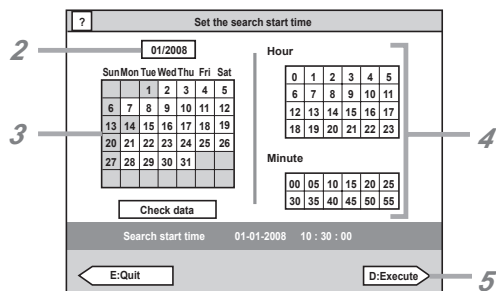 ? Set the search start time
2
01/2008
Sun Mon Tue Wed Thu Fri Sat
1 2 3 4 5
6 7 8 9 10 11 12
3
13 14 15 16 17 18 19
20 21 22 23 24 25 26
27 28 29 30 31
Check data
Hour
0 1 2 3 4 5
6 7 8 9 10 11
12 13 14 15 16 17
18 19 20 21 22 23
4
Minute
00 05 10 15 20 25
30 35 40 45 50 55
Search start time 01-01-2008 10 : 30 : 00
E:Quit
D:Execute
5